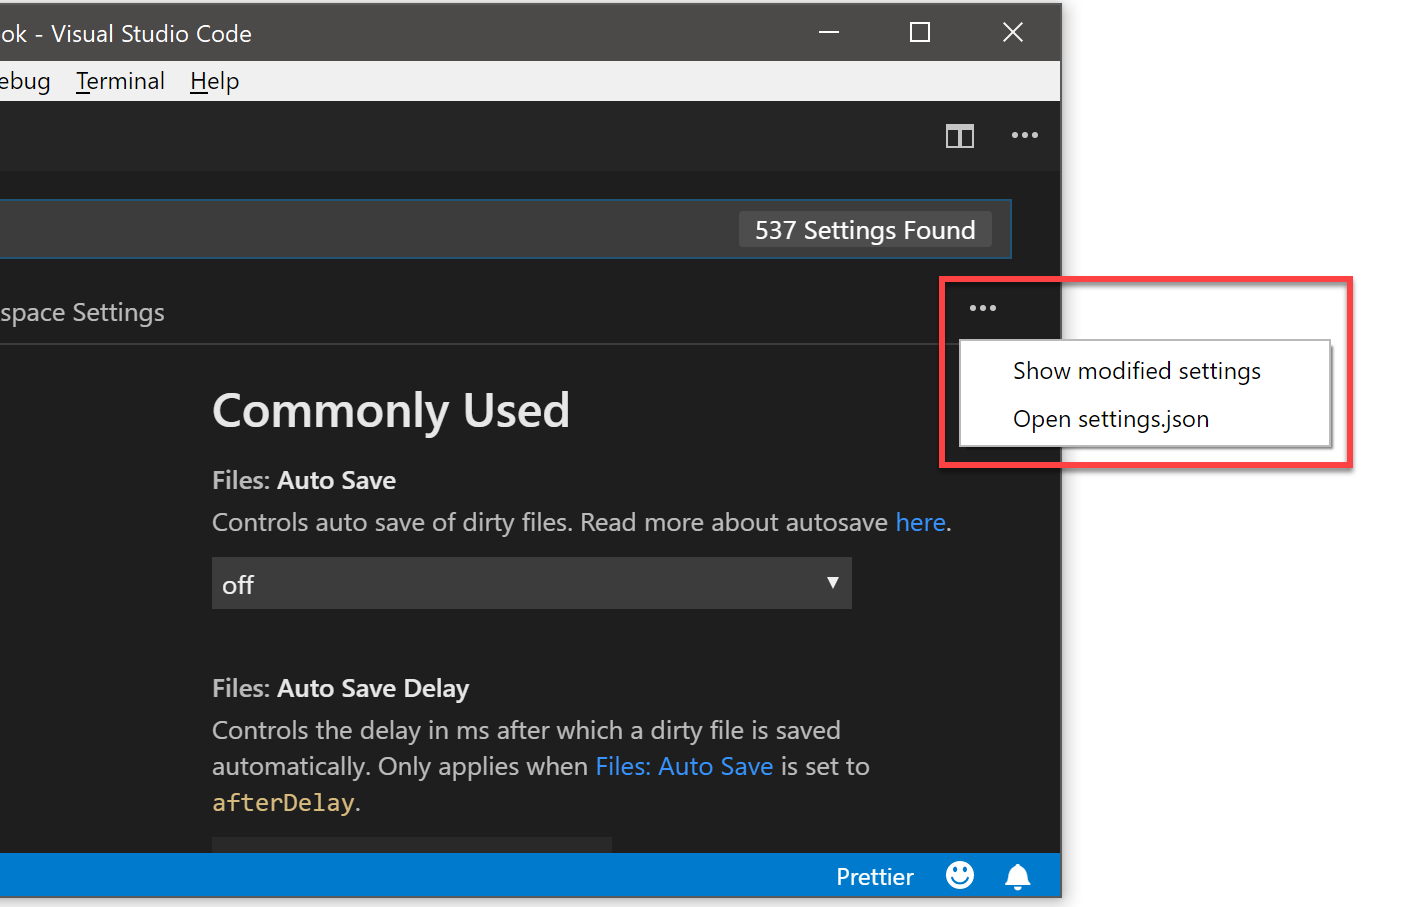 ok - Visual Studio Code
ebug Terminal Help
537 Settings Found
space Settings
Show modified settings
Open settings.json
Commonly Used
Files: Auto Save
Controls auto save of dirty files. Read more about autosave here.
off
Files: Auto Save Delay
Controls the delay in ms after which a dirty file is saved
automatically. Only applies when Files: Auto Save is set to
afterDelay.
Prettier